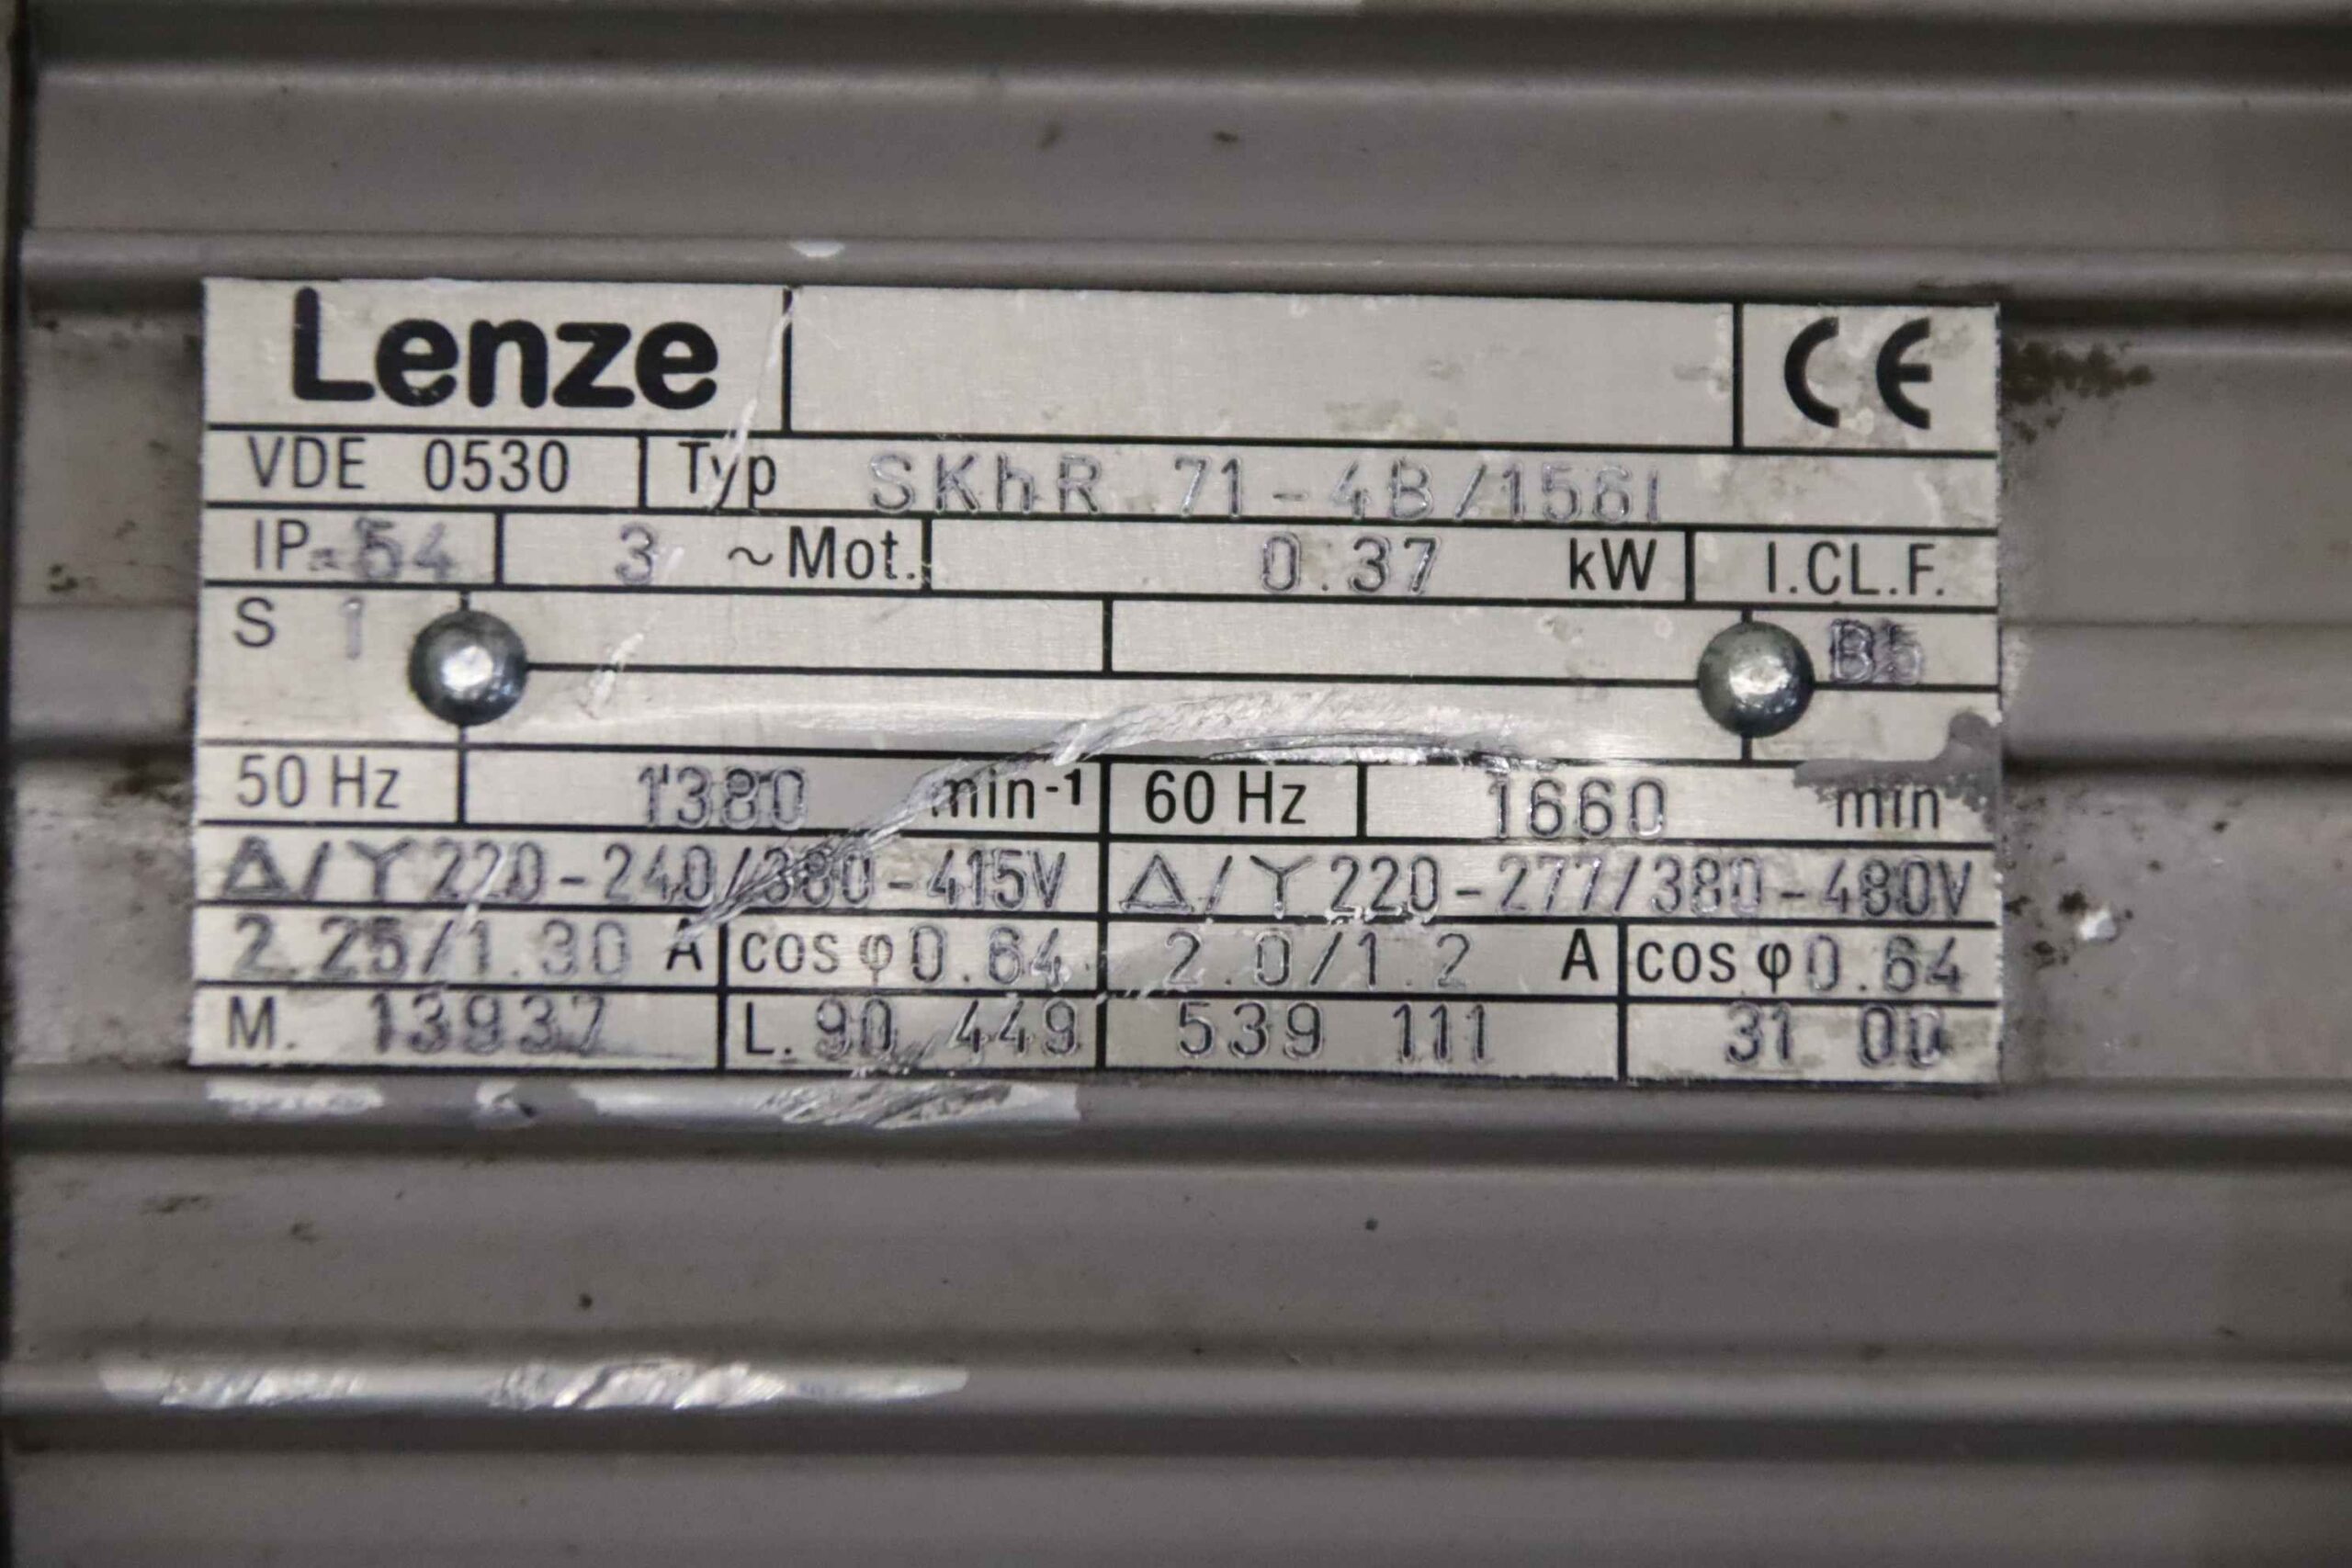 Lenze CE
VDE 0530 Typ SKhR 71-4B/156I
IP 54 3 ~Mot. 0.37 kW I.CL.F.
S 1 B5
50 Hz 1380 min-1 60 Hz 1660 min
Δ/Y 220-240/380-415V Δ/Y 220-277/380-480V
2.25/1.30 A cos φ 0.64 2.0/1.2 A cos φ 0.64
M. 13937 L. 90 449 539 111 31 00